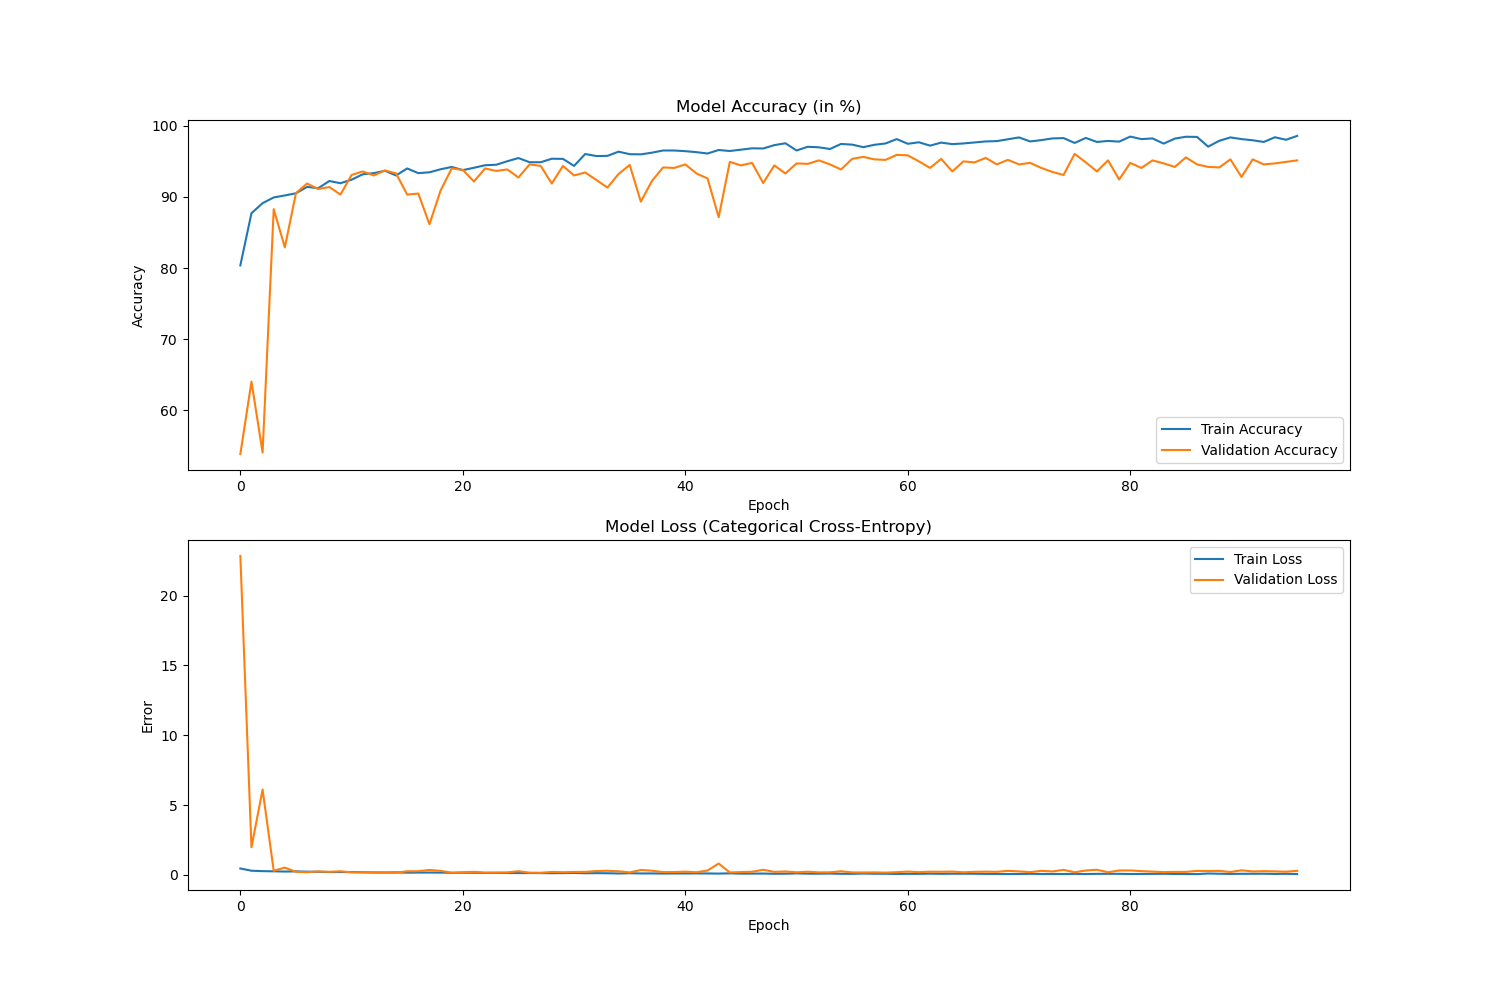 Model Accuracy (in %)
100
90
80
70
60
Accuracy
Train Accuracy
Validation Accuracy
0 20 40 60 80
Epoch
Model Loss (Categorical Cross-Entropy)
Train Loss
Validation Loss
20
15
10
5
0
Error
0 20 40 60 80
Epoch